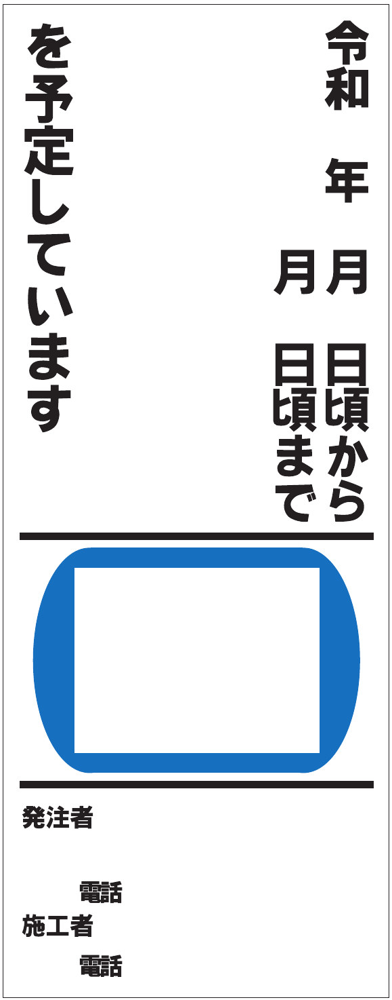 令和　年　月　日頃から
月　日頃まで
を予定しています
発注者
電話
施工者
電話